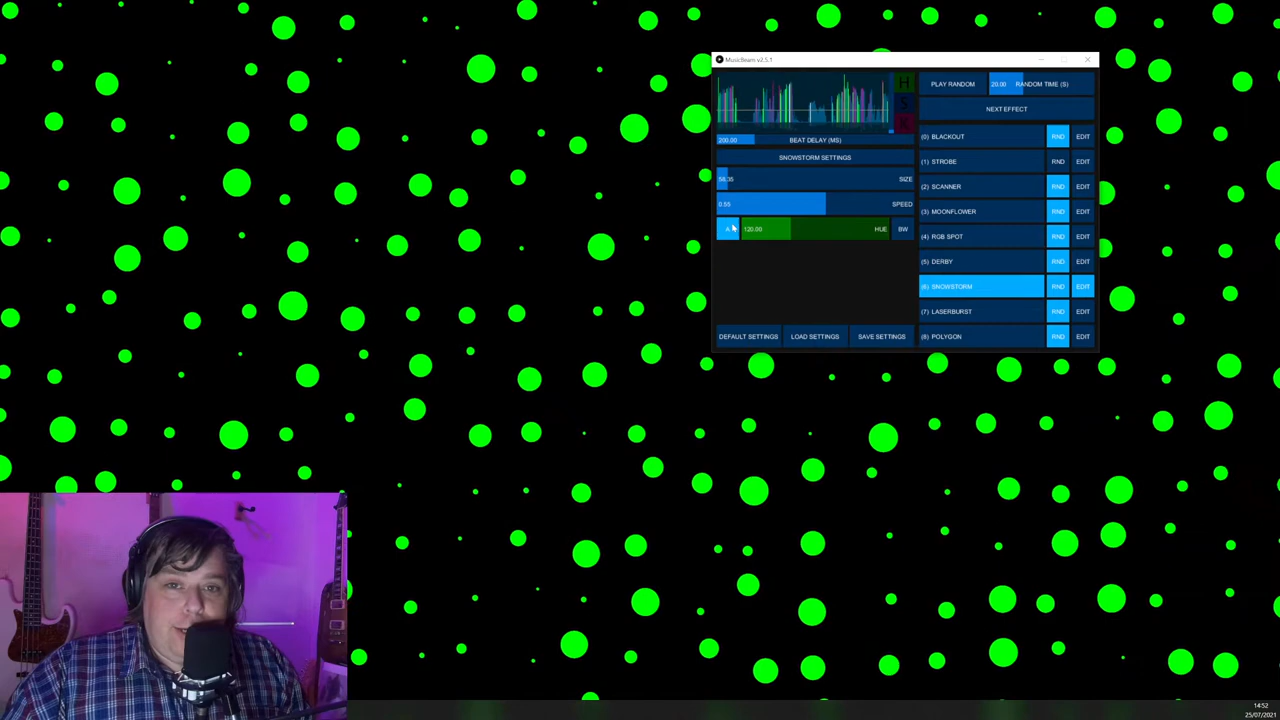 MusicBeam v2.5.1
H
S
200.00 BEAT DELAY (MS)
SNOWSTORM SETTINGS
SIZE
0.55 SPEED
A 120.00 HUE BW
DEFAULT SETTINGS LOAD SETTINGS SAVE SETTINGS
PLAY RANDOM 20.00 RANDOM TIME (S)
NEXT EFFECT
(0) BLACKOUT RND EDIT
(1) STROBE RND EDIT
(2) SCANNER RND EDIT
(3) MOONFLOWER RND EDIT
(4) RGB SPOT RND EDIT
(5) DERBY RND EDIT
(6) SNOWSTORM RND EDIT
(7) LASERBURST RND EDIT
(8) POLYGON RND EDIT
14:52
25/07/2021